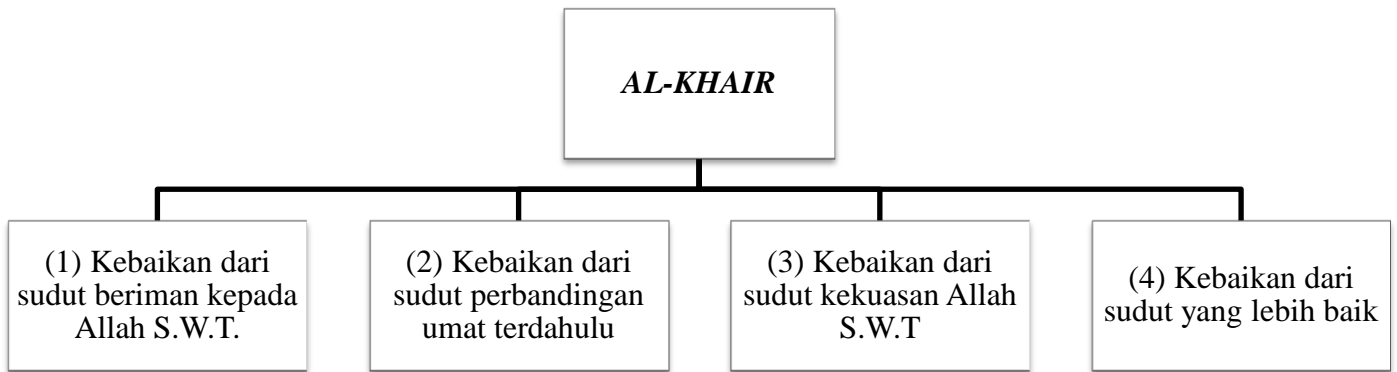 AL-KHAIR
(1) Kebaikan dari
sudut beriman kepada
Allah S.W.T.
(2) Kebaikan dari
sudut perbandingan
umat terdahulu
(3) Kebaikan dari
sudut kekuasan Allah
S.W.T
(4) Kebaikan dari
sudut yang lebih baik